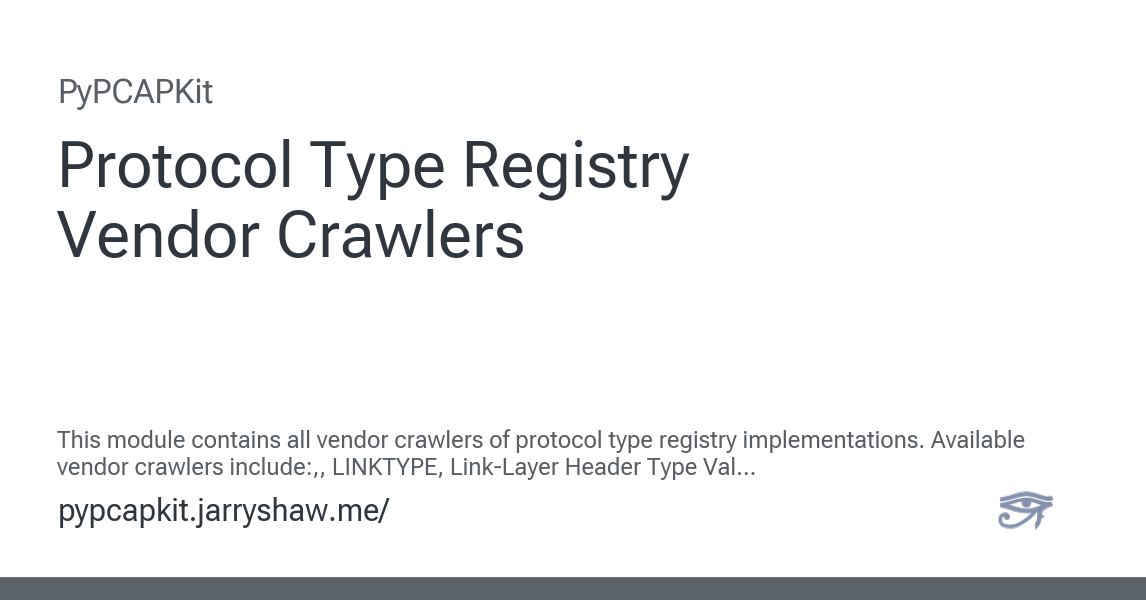 PyPCAPKit
Protocol Type Registry
Vendor Crawlers
This module contains all vendor crawlers of protocol type registry implementations. Available
vendor crawlers include:,, LINKTYPE, Link-Layer Header Type Val...
pypcapkit.jarryshaw.me/